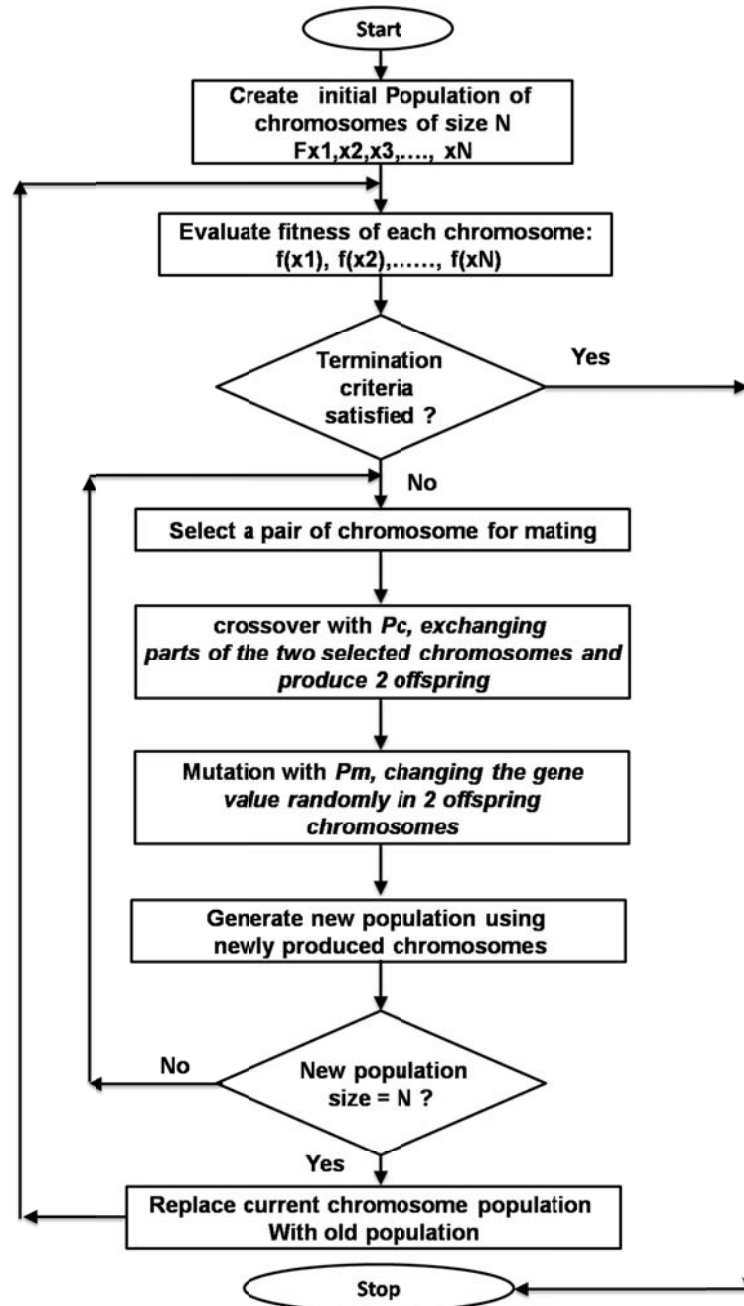 Start
Create initial Population of
chromosomes of size N
Fx1,x2,x3,...., xN
Evaluate fitness of each chromosome:
f(x1), f(x2),......, f(xN)
Termination
criteria
satisfied ?
Yes
No
Select a pair of chromosome for mating
crossover with Pc, exchanging
parts of the two selected chromosomes and
produce 2 offspring
Mutation with Pm, changing the gene
value randomly in 2 offspring
chromosomes
Generate new population using
newly produced chromosomes
No
New population
size = N ?
Yes
Replace current chromosome population
With old population
Stop